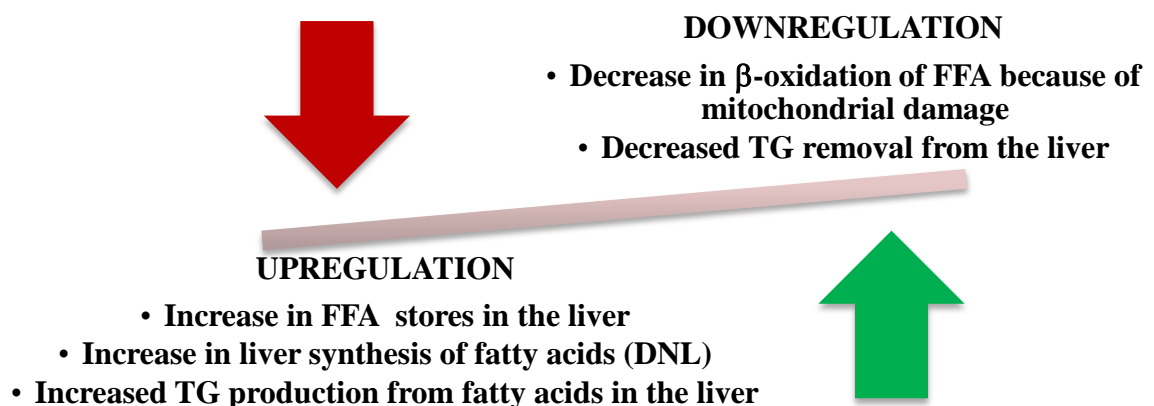 DOWNREGULATION
• Decrease in β-oxidation of FFA because of
mitochondrial damage
• Decreased TG removal from the liver
UPREGULATION
• Increase in FFA stores in the liver
• Increase in liver synthesis of fatty acids (DNL)
• Increased TG production from fatty acids in the liver